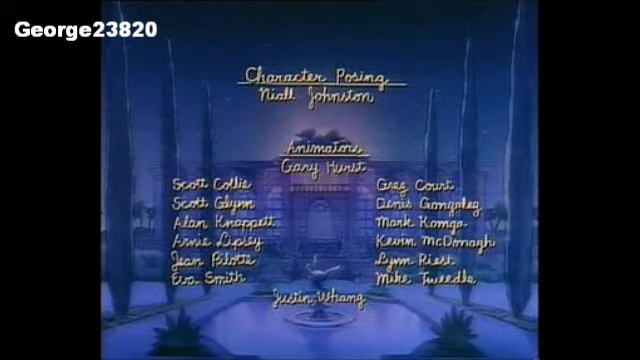 George23820
Character Posing
Niall Johnston
Animators
Gary Hurst
Scott Collie
Greg Court
Scott Glynn
Denis Gonzalez
Alan Knappett
Mark Kamga
Arnie Lipsey
Kevin McDonagh
Jean Pilotte
Lynn Riest
Eva Smith
Mike Tweedle
Justin Whang